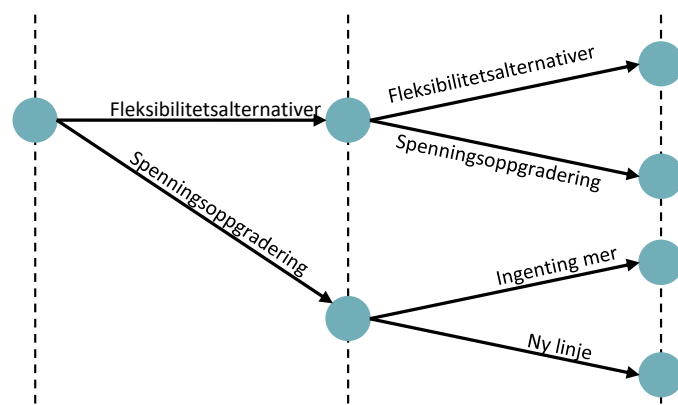 Fleksibilitetsalternativer
Spenningsoppgradering
Fleksibilitetsalternativer
Spenningsoppgradering
Ingenting mer
Ny linje